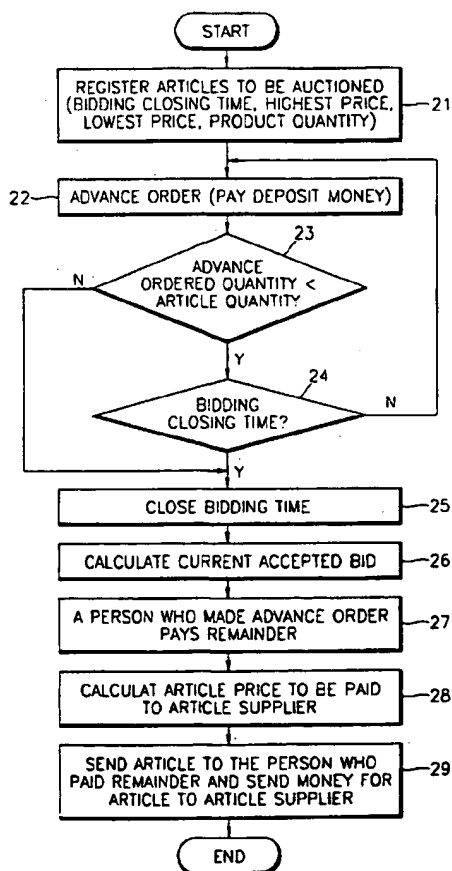 START
REGISTER ARTICLES TO BE AUCTIONED
(BIDDING CLOSING TIME, HIGHEST PRICE,
LOWEST PRICE, PRODUCT QUANTITY)
21
22
ADVANCE ORDER (PAY DEPOSIT MONEY)
23
ADVANCE
ORDERED QUANTITY <
ARTICLE QUANTITY
N
Y
24
BIDDING
CLOSING TIME?
N
Y
CLOSE BIDDING TIME
25
CALCULATE CURRENT ACCEPTED BID
26
A PERSON WHO MADE ADVANCE ORDER
PAYS REMAINDER
27
CALCULAT ARTICLE PRICE TO BE PAID
TO ARTICLE SUPPLIER
28
SEND ARTICLE TO THE PERSON WHO
PAID REMAINDER AND SEND MONEY FOR
ARTICLE TO ARTICLE SUPPLIER
29
END